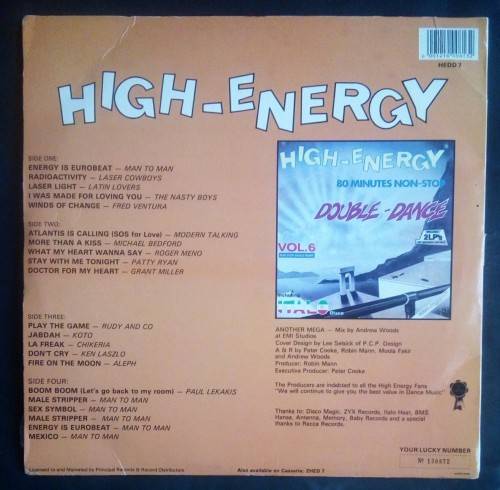 HEDD 7
HIGH-ENERGY
SIDE ONE:
ENERGY IS EUROBEAT — MAN TO MAN
RADIOACTIVITY — LASER COWBOYS
LASER LIGHT — LATIN LOVERS
I WAS MADE FOR LOVING YOU — THE NASTY BOYS
WINDS OF CHANGE — FRED VENTURA
SIDE TWO:
ATLANTIS IS CALLING (SOS for Love) — MODERN TALKING
MORE THAN A KISS — MICHAEL BEDFORD
WHAT MY HEART WANNA SAY — ROGER MENO
STAY WITH ME TONIGHT — PATTY RYAN
DOCTOR FOR MY HEART — GRANT MILLER
SIDE THREE:
PLAY THE GAME — RUDY AND CO
JABDAH — KOTO
LA FREAK — CHIKERIA
DON'T CRY — KEN LASZLO
FIRE ON THE MOON — ALEPH
SIDE FOUR:
BOOM BOOM (Let's go back to my room) — PAUL LEKAKIS
MALE STRIPPER — MAN TO MAN
SEX SYMBOL — MAN TO MAN
MALE STRIPPER — MAN TO MAN
ENERGY IS EUROBEAT — MAN TO MAN
MEXICO — MAN TO MAN
HIGH-ENERGY
80 MINUTES NON-STOP
DOUBLE-DANCE
2LP's
VOL.6
ITALO
Disco
ANOTHER MEGA — Mix by Andrew Woods
at EMI Studios
Cover Design by Lee Selsick of P.C.P. Design
A & R by Peter Cooke, Robin Mann, Musta Fakir
and Andrew Woods
Producer: Robin Mann
Executive Producer: Peter Cooke
The Producers are indebted to all the High Energy Fans
"We will continue to give you the best value in Dance Music"
Thanks to: Disco Magic, ZYX Records, Italo Heat, BMS
Hansa, Antenna, Memory, Baby Records and a special
thanks to Recca Records.
YOUR LUCKY NUMBER
Nº
Licensed to and Marketed by Principal Records & Record Distributors
Also available on Cassette: ZHED 7